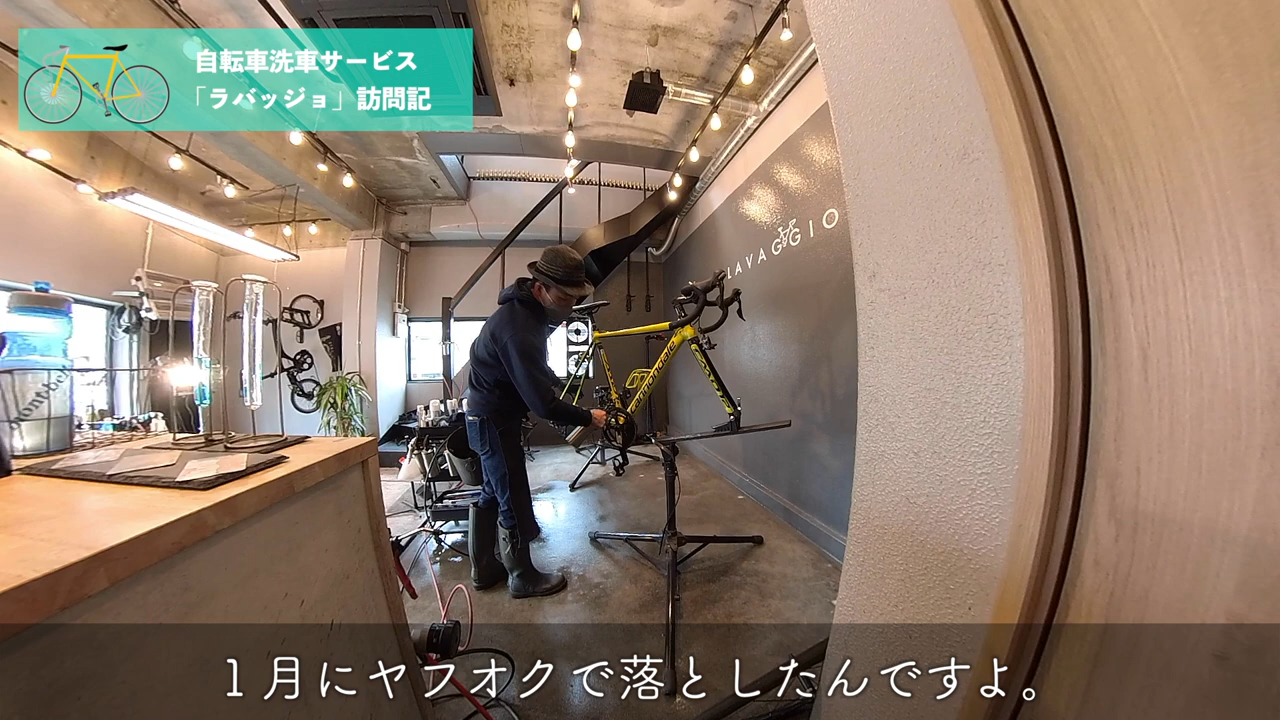 自転車洗車サービス
「ラバッジョ」訪問記
LAVAGGIO
cannondale
montbell
1月にヤフオクで落としたんですよ。